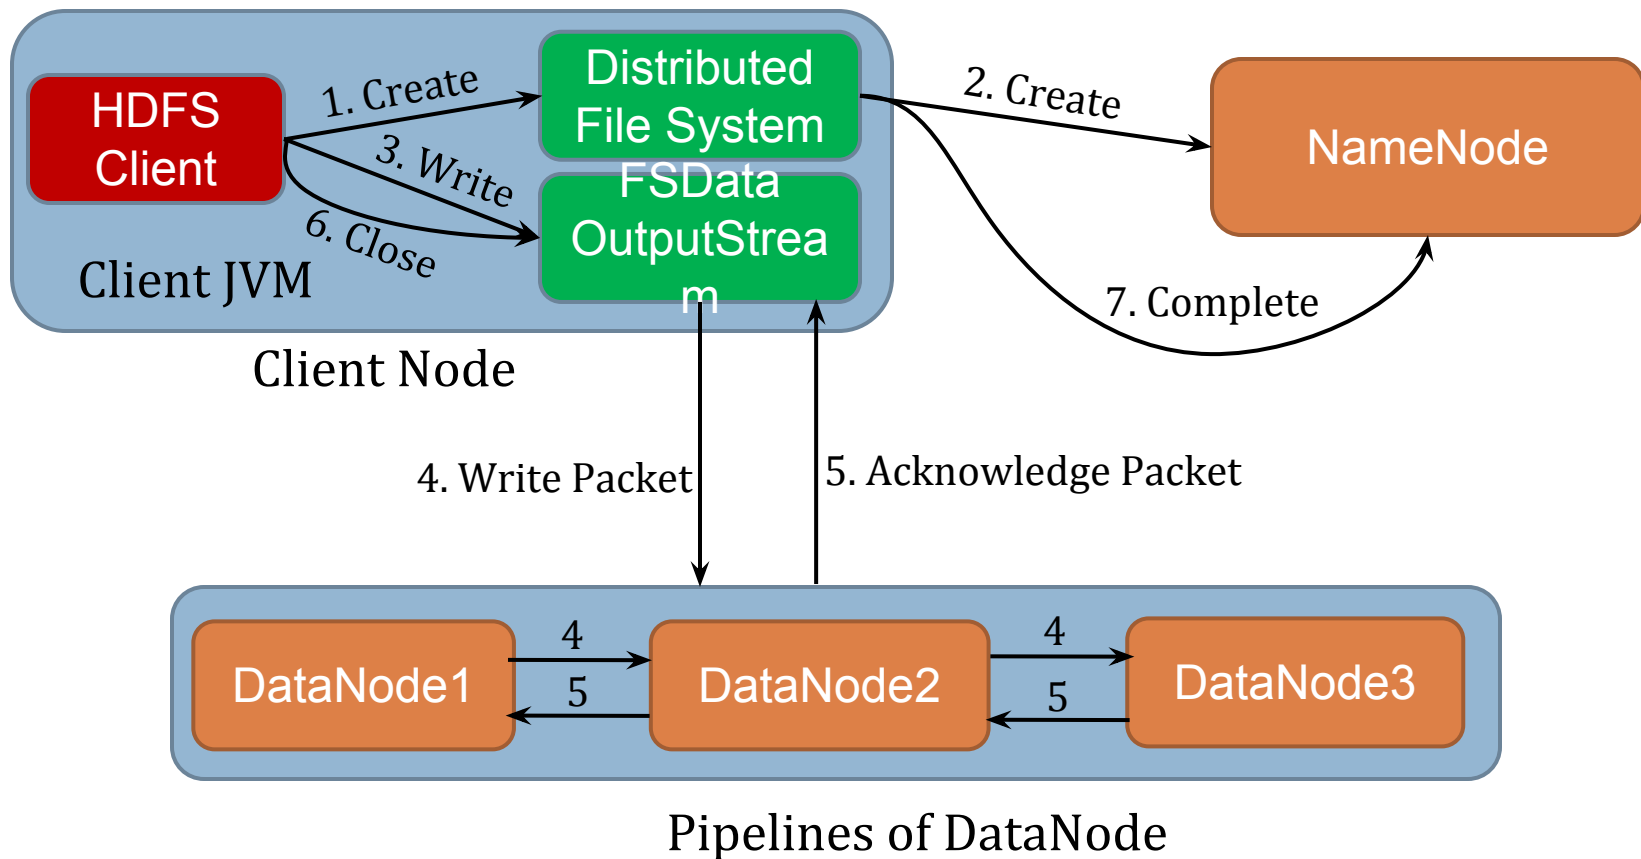 HDFS
Client
1. Create
3. Write
6. Close
Client JVM
Distributed
File System
FSData
OutputStrea
m
2. Create
NameNode
7. Complete
Client Node
4. Write Packet
5. Acknowledge Packet
DataNode1
4
5
DataNode2
4
5
DataNode3
Pipelines of DataNode